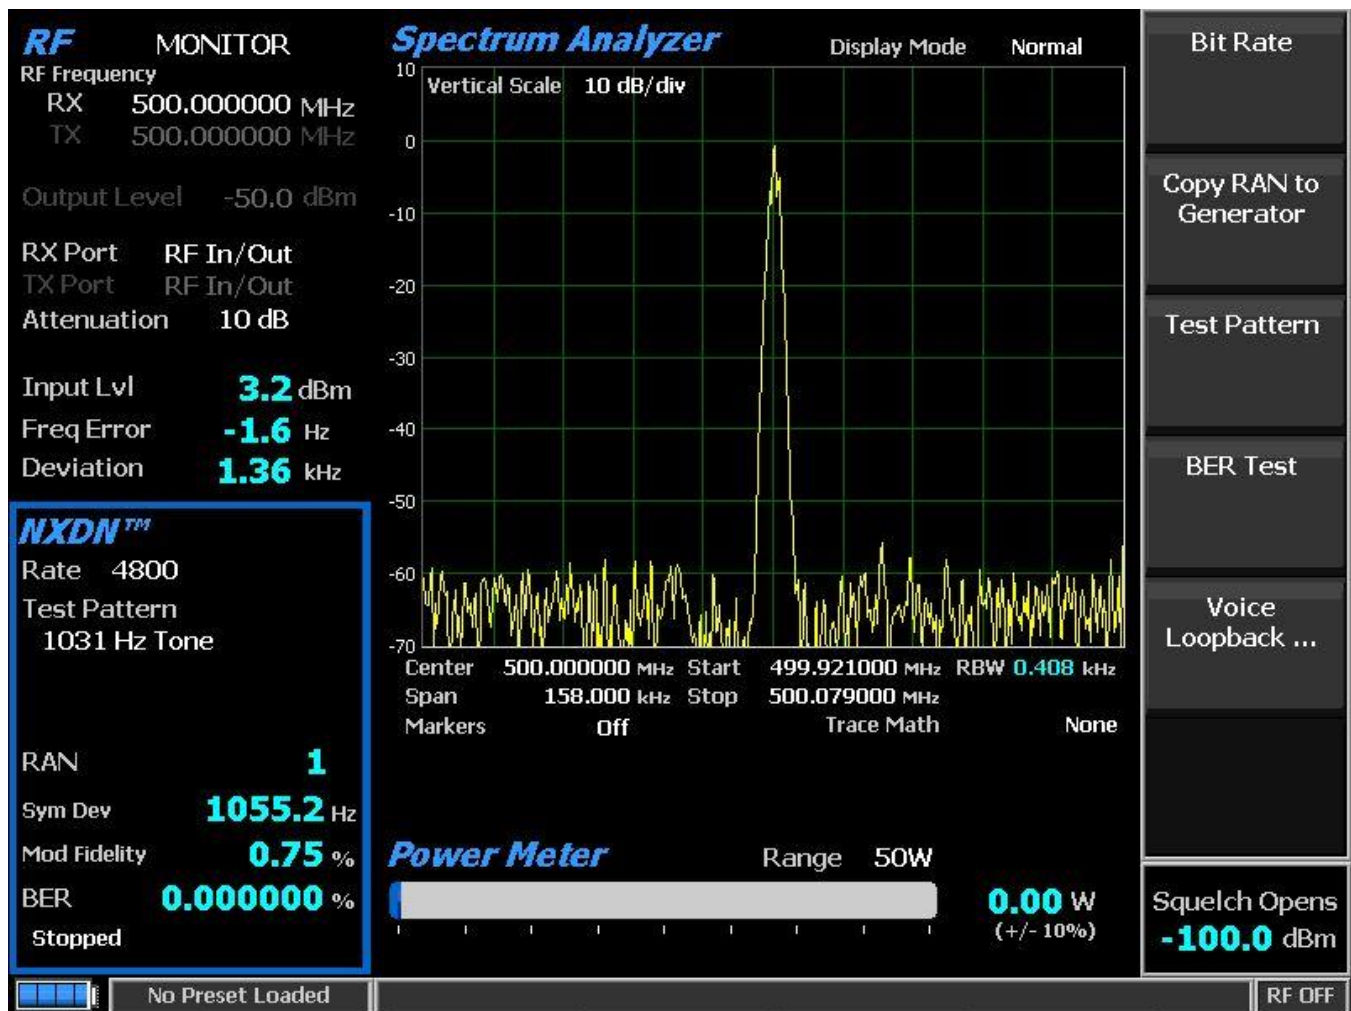 RF MONITOR
RF Frequency
RX 500.000000 MHz
TX 500.000000 MHz
Output Level -50.0 dBm
RX Port RF In/Out
TX Port RF In/Out
Attenuation 10 dB
Input Lvl 3.2 dBm
Freq Error -1.6 Hz
Deviation 1.36 kHz
NXDN™
Rate 4800
Test Pattern
1031 Hz Tone
RAN 1
Sym Dev 1055.2 Hz
Mod Fidelity 0.75 %
BER 0.000000 %
Stopped
Spectrum Analyzer Display Mode Normal
Vertical Scale 10 dB/div
10
0
-10
-20
-30
-40
-50
-60
-70
Center 500.000000 MHz Start 499.921000 MHz RBW 0.408 kHz
Span 158.000 kHz Stop 500.079000 MHz
Markers Off Trace Math None
Power Meter Range 50W
0.00 W
(+/- 10%)
Bit Rate
Copy RAN to
Generator
Test Pattern
BER Test
Voice
Loopback ...
Squelch Opens
-100.0 dBm
No Preset Loaded
RF OFF